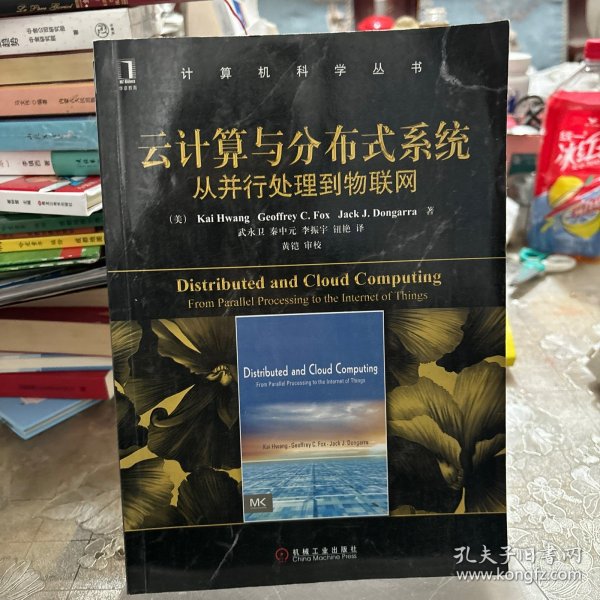 计算机科学丛书
华章教育
云计算与分布式系统
从并行处理到物联网
（美） Kai Hwang Geoffrey C. Fox Jack J. Dongarra 著
武永卫 秦中元 李振宇 钮艳 译
黄铠 审校
Distributed and Cloud Computing
From Parallel Processing to the Internet of Things
Distributed and Cloud Computing
From Parallel Processing to the Internet of Things
Kai Hwang · Geoffrey C. Fox · Jack J. Dongarra
MK
机械工业出版社
China Machine Press
孔夫子旧书网
www.kongfz.com